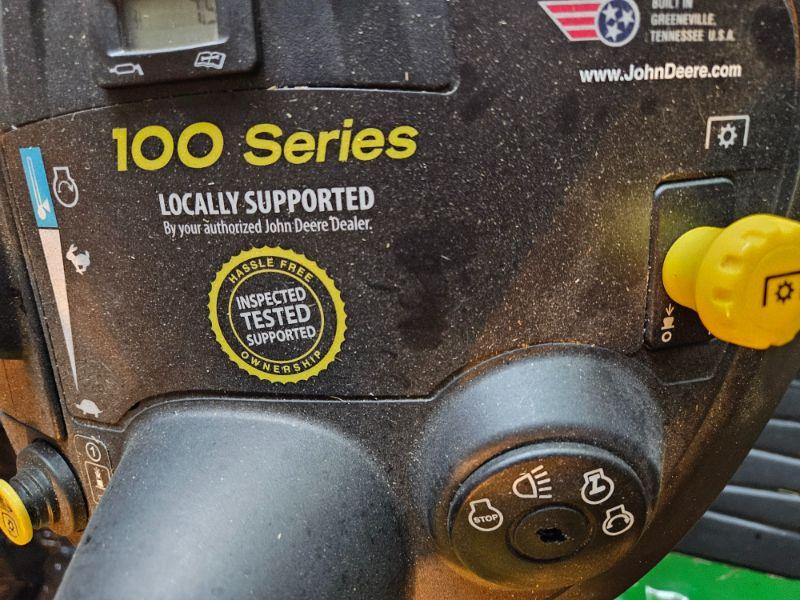 BUILT IN
GREENEVILLE,
TENNESSEE U.S.A.
www.JohnDeere.com
100 Series
LOCALLY SUPPORTED
By your authorized John Deere Dealer.
HASSLE FREE
INSPECTED
TESTED
SUPPORTED
OWNERSHIP
1
STOP